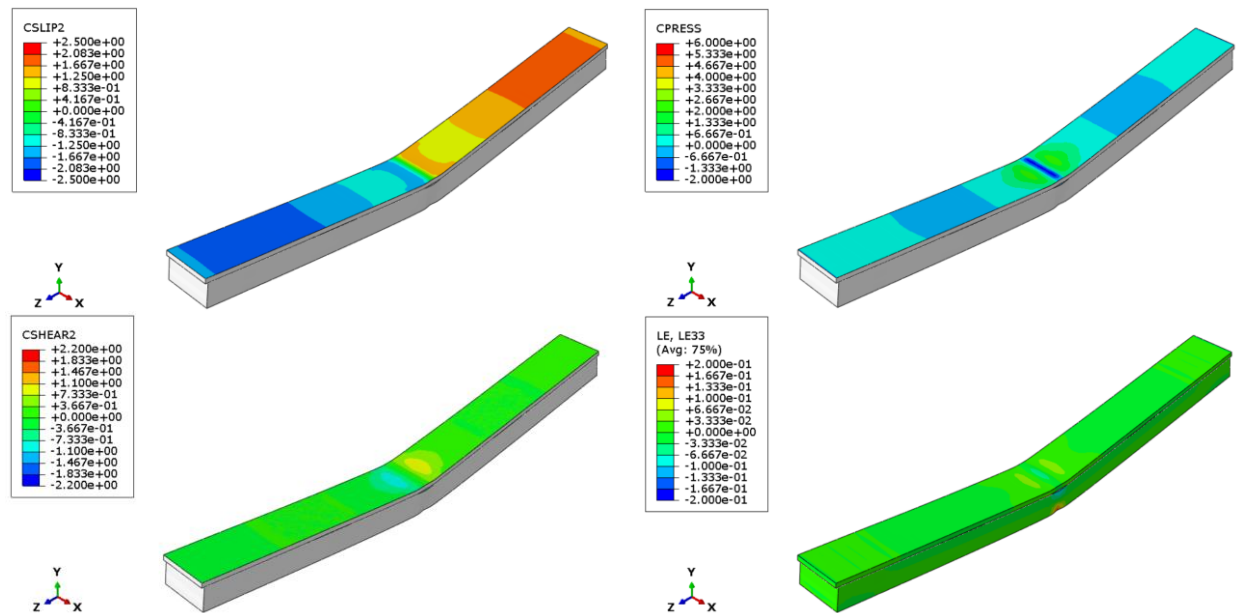 CSLIP2
+2.500e+00
+2.083e+00
+1.667e+00
+1.250e+00
+8.333e-01
+4.167e-01
+0.000e+00
-4.167e-01
-8.333e-01
-1.250e+00
-1.667e+00
-2.083e+00
-2.500e+00
Y
Z
X
CPRESS
+6.000e+00
+5.333e+00
+4.667e+00
+4.000e+00
+3.333e+00
+2.667e+00
+2.000e+00
+1.333e+00
+6.667e-01
+0.000e+00
-6.667e-01
-1.333e+00
-2.000e+00
Y
Z
X
CSHEAR2
+2.200e+00
+1.833e+00
+1.467e+00
+1.100e+00
+7.333e-01
+3.667e-01
+0.000e+00
-3.667e-01
-7.333e-01
-1.100e+00
-1.467e+00
-1.833e+00
-2.200e+00
Y
Z
X
LE, LE33
(Avg: 75%)
+2.000e-01
+1.667e-01
+1.333e-01
+1.000e-01
+6.667e-02
+3.333e-02
+0.000e+00
-3.333e-02
-6.667e-02
-1.000e-01
-1.333e-01
-1.667e-01
-2.000e-01
Y
Z
X